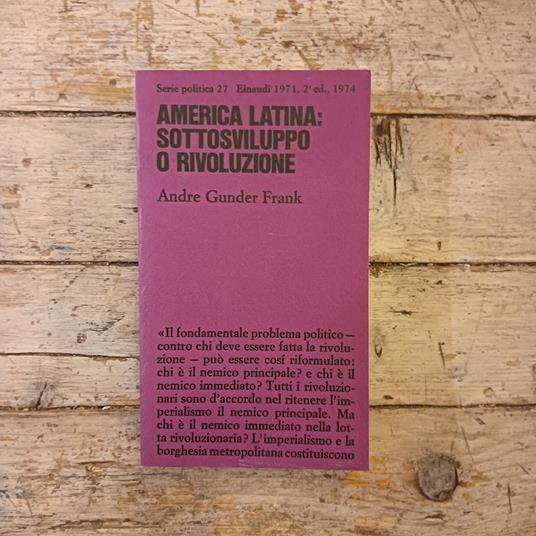 Serie politica 27 Einaudi 1971, 2ª ed., 1974
AMERICA LATINA:
SOTTOSVILUPPO
O RIVOLUZIONE
Andre Gunder Frank
«Il fondamentale problema politico –
contro chi deve essere fatta la rivolu-
zione – può essere cosí riformulato:
chi è il nemico principale? e chi è il
nemico immediato? Tutti i rivoluzio-
nari sono d'accordo nel ritenere l'im-
perialismo il nemico principale. Ma
chi è il nemico immediato nella lot-
ta rivoluzionaria? L'imperialismo e la
borghesia metropolitana costituiscono